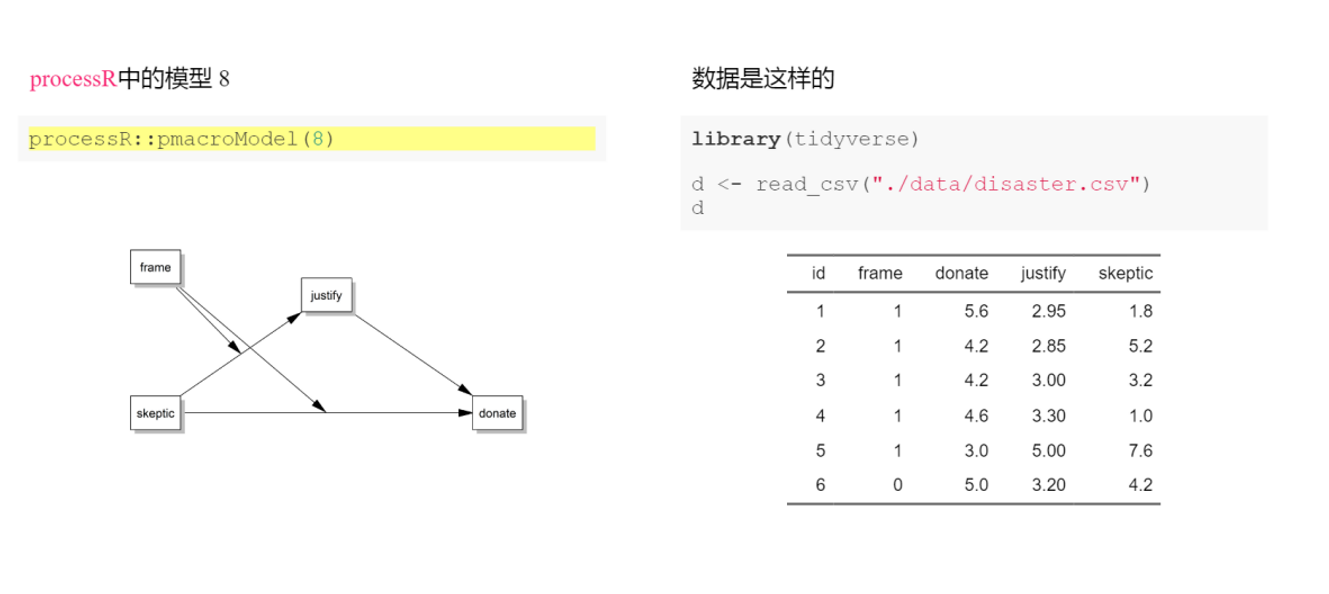 processR中的模型 8
processR::pmacroModel(8)
frame
justify
skeptic
donate
数据是这样的
library(tidyverse)
d <- read_csv("./data/disaster.csv")
d
id frame donate justify skeptic
1 1 5.6 2.95 1.8
2 1 4.2 2.85 5.2
3 1 4.2 3.00 3.2
4 1 4.6 3.30 1.0
5 1 3.0 5.00 7.6
6 0 5.0 3.20 4.2